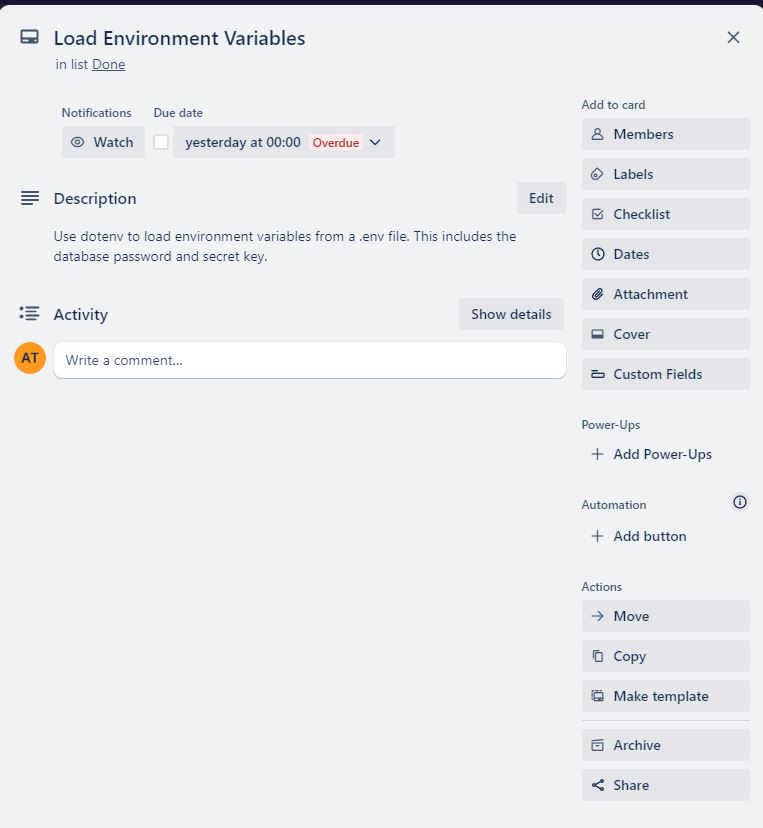 Load Environment Variables
in list Done
Notifications
Due date
Watch
yesterday at 00:00 Overdue
Description
Edit
Use dotenv to load environment variables from a .env file. This includes the
database password and secret key.
Activity
Show details
AT
Write a comment...
Add to card
Members
Labels
Checklist
Dates
Attachment
Cover
Custom Fields
Power-Ups
Add Power-Ups
Automation
Add button
Actions
Move
Copy
Make template
Archive
Share